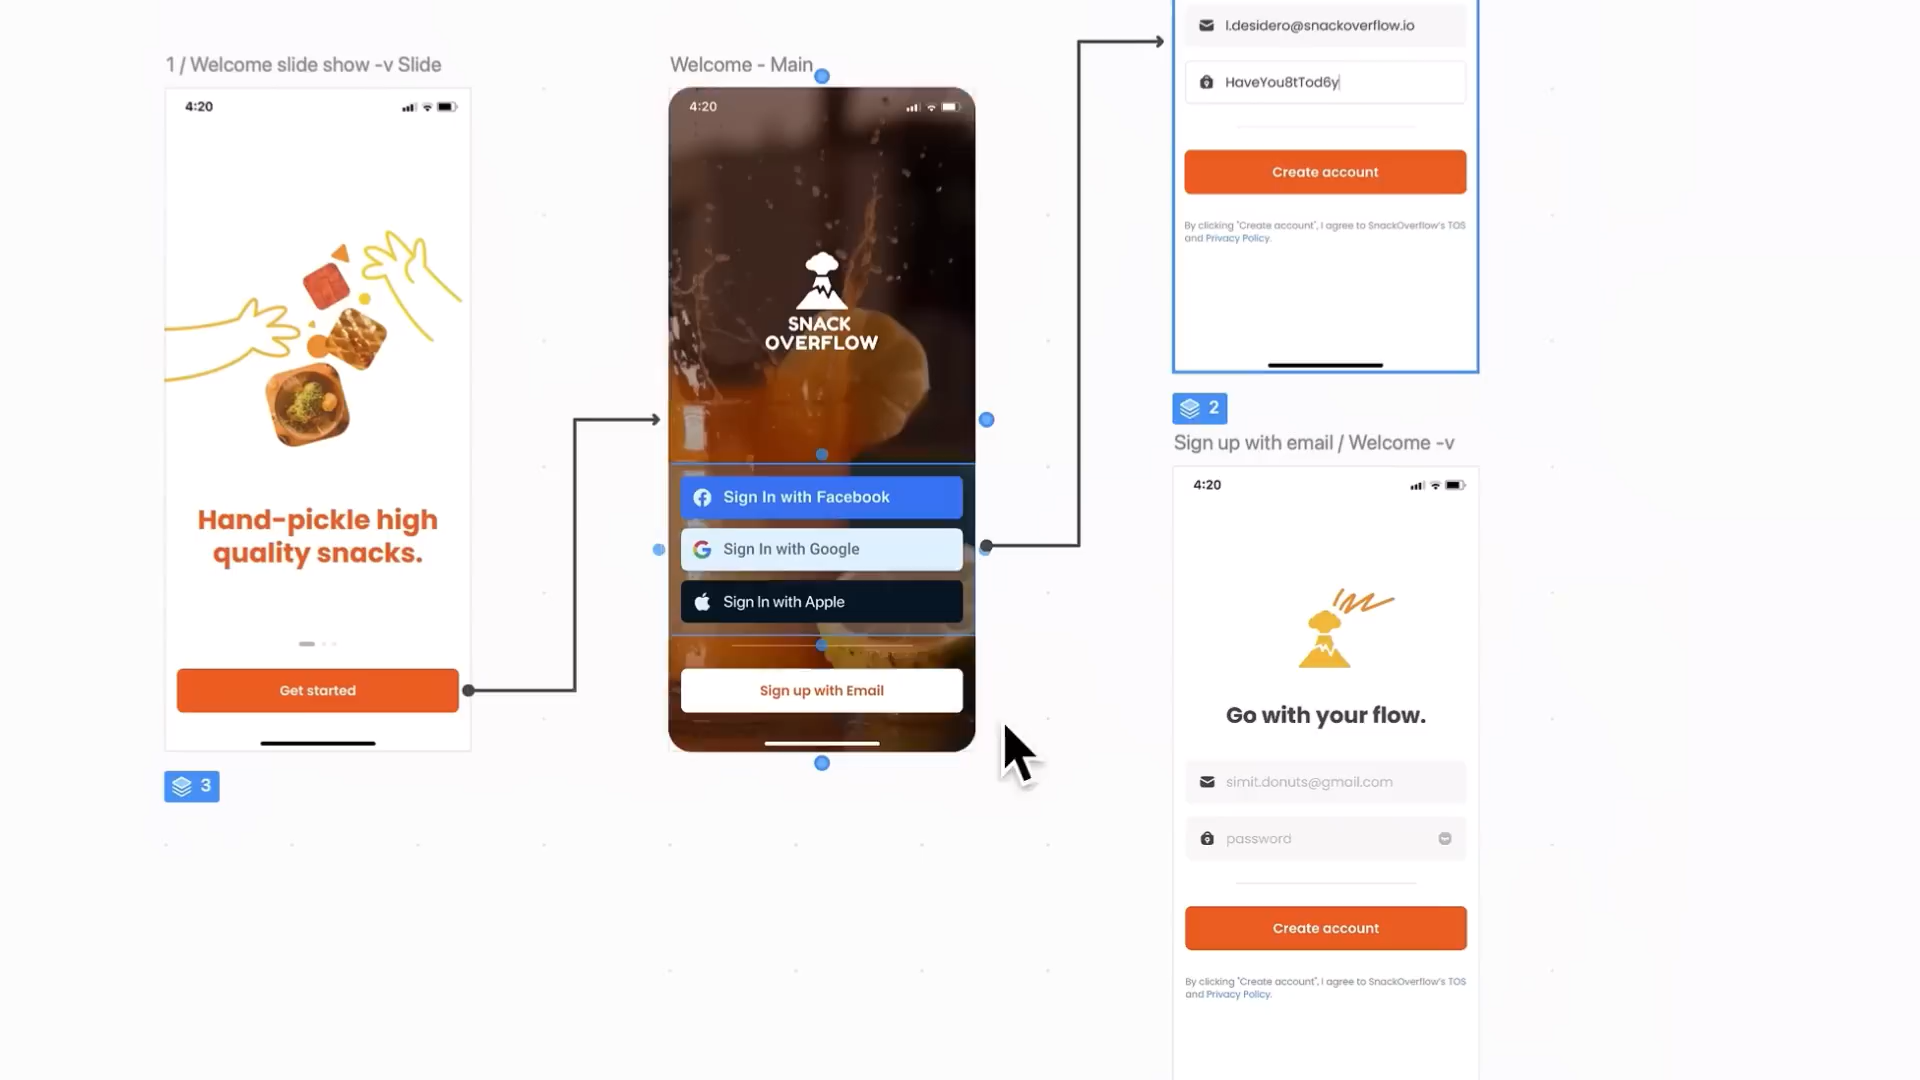 1 / Welcome slide show -v Slide
4:20
Hand-pickle high
quality snacks.
Get started
3
Welcome - Main
4:20
SNACK
OVERFLOW
Sign In with Facebook
Sign In with Google
Sign In with Apple
Sign up with Email
l.desidero@snackoverflow.io
HaveYou8tTod6y
Create account
By clicking "Create account", I agree to SnackOverflow's TOS
and Privacy Policy.
2
Sign up with email / Welcome -v
4:20
Go with your flow.
simit.donuts@gmail.com
password
Create account
By clicking "Create account", I agree to SnackOverflow's TOS
and Privacy Policy.